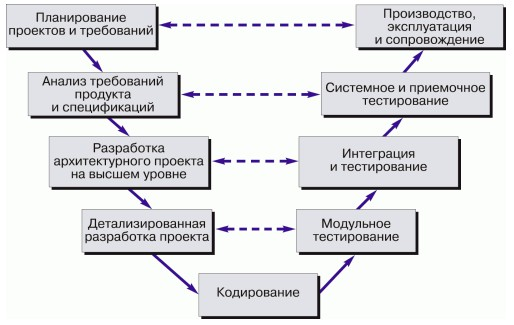 Планирование
проектов и требований
Производство,
эксплуатация
и сопровождение
Анализ требований
продукта
и спецификаций
Системное и приемочное
тестирование
Разработка
архитектурного проекта
на высшем уровне
Интеграция
и тестирование
Детализированная
разработка проекта
Модульное
тестирование
Кодирование